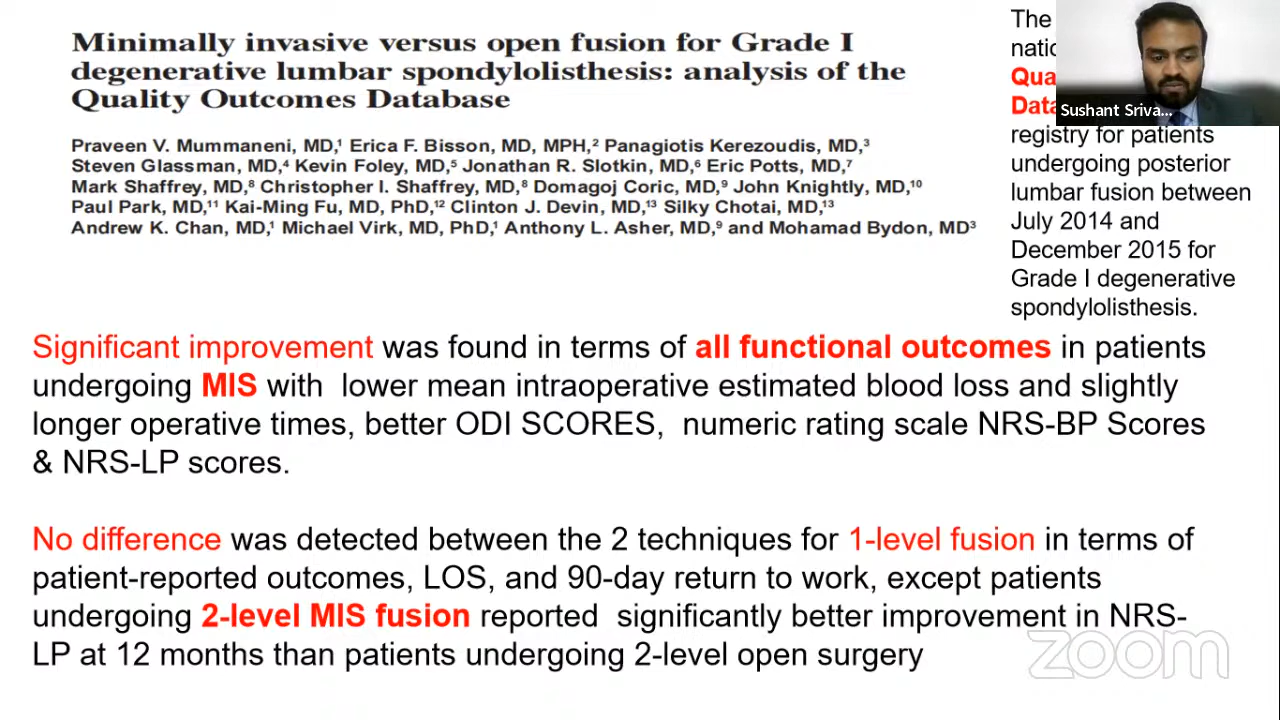 Minimally invasive versus open fusion for Grade I
degenerative lumbar spondylolisthesis: analysis of the
Quality Outcomes Database
Praveen V. Mummaneni, MD,¹ Erica F. Bisson, MD, MPH,² Panagiotis Kerezoudis, MD,³
Steven Glassman, MD,⁴ Kevin Foley, MD,⁵ Jonathan R. Slotkin, MD,⁶ Eric Potts, MD,⁷
Mark Shaffrey, MD,⁸ Christopher I. Shaffrey, MD,⁸ Domagoj Coric, MD,⁹ John Knightly, MD,¹⁰
Paul Park, MD,¹¹ Kai-Ming Fu, MD, PhD,¹² Clinton J. Devin, MD,¹³ Silky Chotai, MD,¹³
Andrew K. Chan, MD,¹ Michael Virk, MD, PhD,¹ Anthony L. Asher, MD,⁹ and Mohamad Bydon, MD³
The
registry for patients
undergoing posterior
lumbar fusion between
July 2014 and
December 2015 for
Grade I degenerative
spondylolisthesis.
Sushant Sriva...
Significant improvement was found in terms of all functional outcomes in patients
undergoing MIS with lower mean intraoperative estimated blood loss and slightly
longer operative times, better ODI SCORES, numeric rating scale NRS-BP Scores
& NRS-LP scores.
No difference was detected between the 2 techniques for 1-level fusion in terms of
patient-reported outcomes, LOS, and 90-day return to work, except patients
undergoing 2-level MIS fusion reported significantly better improvement in NRS-
LP at 12 months than patients undergoing 2-level open surgery
zoom